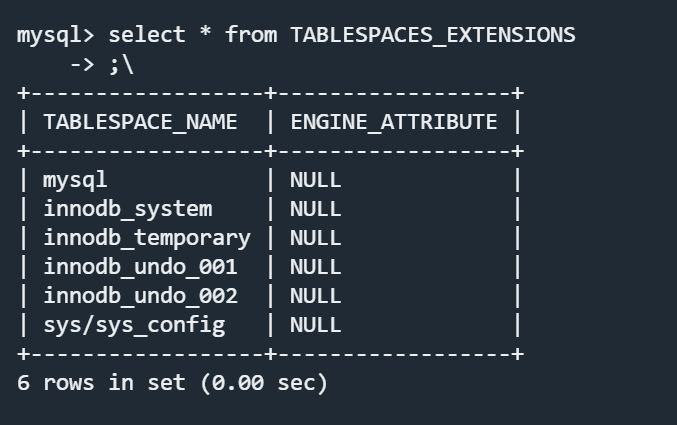 mysql> select * from TABLESPACES_EXTENSIONS
    -> ;\
+------------------+------------------+
| TABLESPACE_NAME  | ENGINE_ATTRIBUTE |
+------------------+------------------+
| mysql            | NULL             |
| innodb_system    | NULL             |
| innodb_temporary | NULL             |
| innodb_undo_001  | NULL             |
| innodb_undo_002  | NULL             |
| sys/sys_config   | NULL             |
+------------------+------------------+
6 rows in set (0.00 sec)